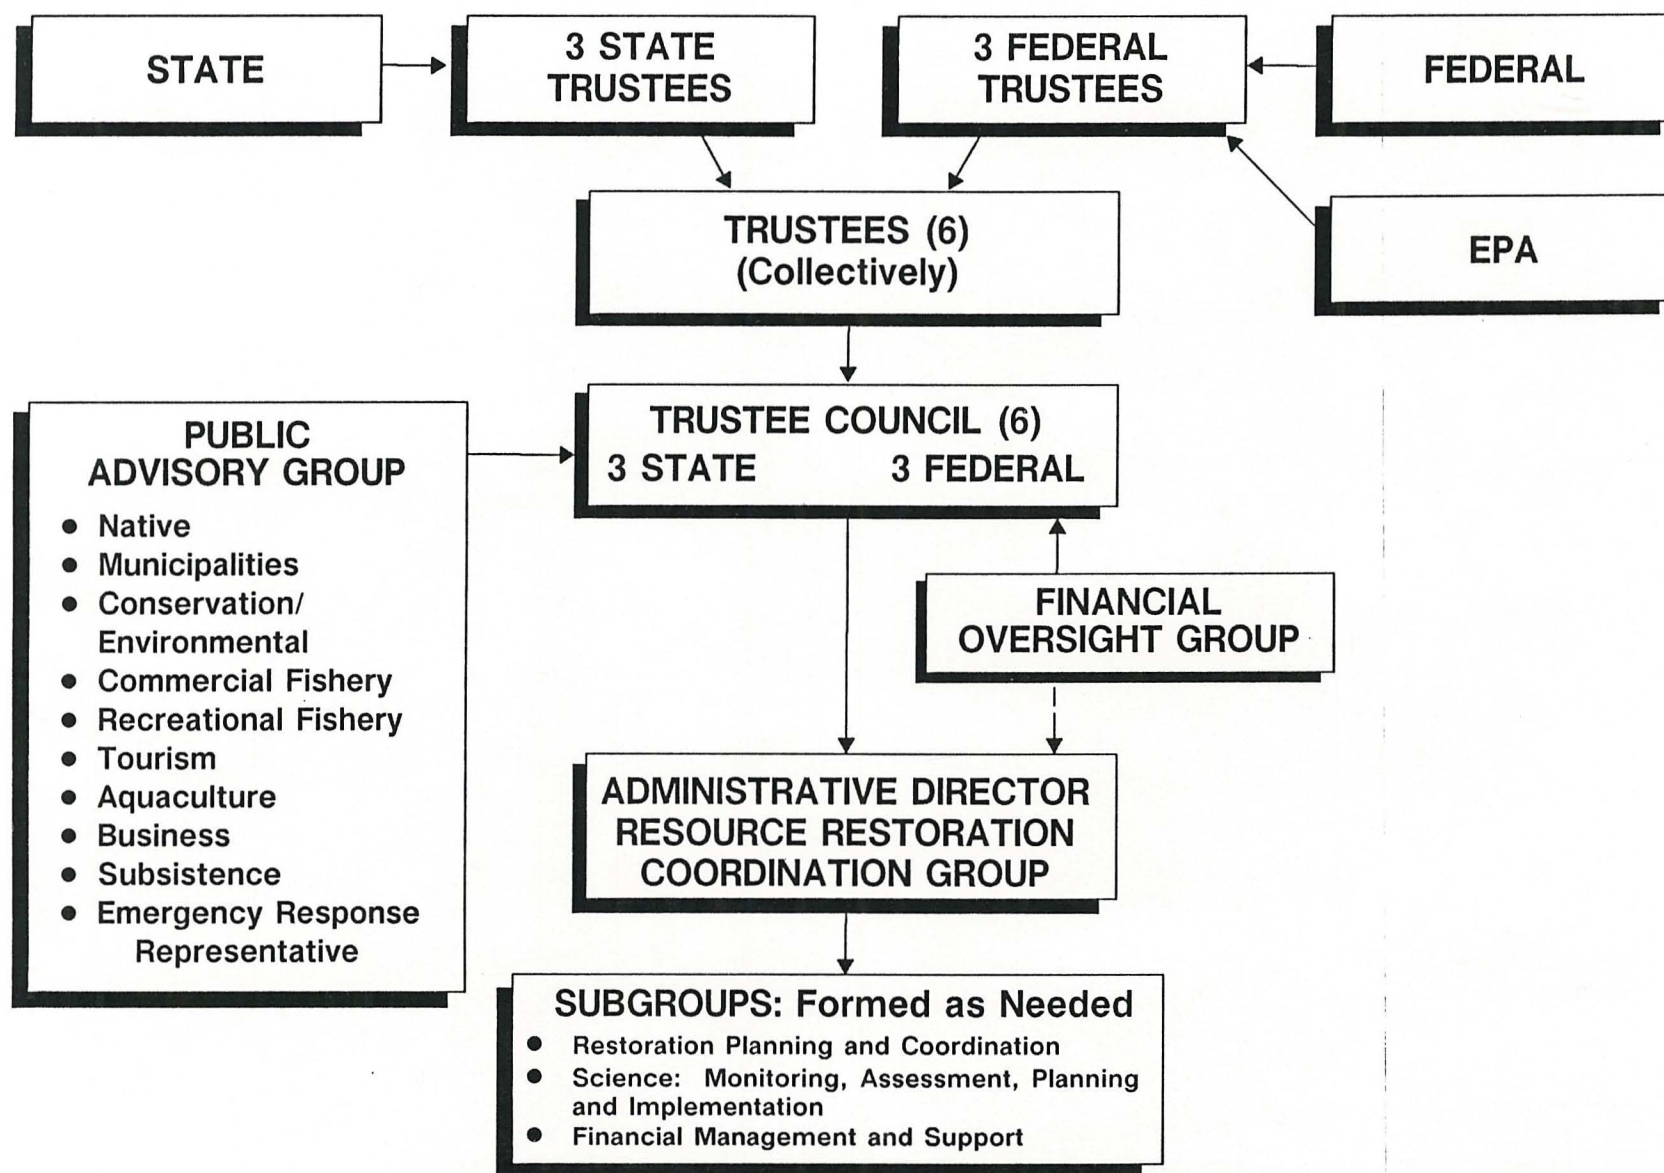 STATE
3 STATE
TRUSTEES
3 FEDERAL
TRUSTEES
FEDERAL
EPA
TRUSTEES (6)
(Collectively)
TRUSTEE COUNCIL (6)
3 STATE 3 FEDERAL
PUBLIC
ADVISORY GROUP
● Native
● Municipalities
● Conservation/
Environmental
● Commercial Fishery
● Recreational Fishery
● Tourism
● Aquaculture
● Business
● Subsistence
● Emergency Response
Representative
FINANCIAL
OVERSIGHT GROUP
ADMINISTRATIVE DIRECTOR
RESOURCE RESTORATION
COORDINATION GROUP
SUBGROUPS: Formed as Needed
● Restoration Planning and Coordination
● Science: Monitoring, Assessment, Planning
and Implementation
● Financial Management and Support